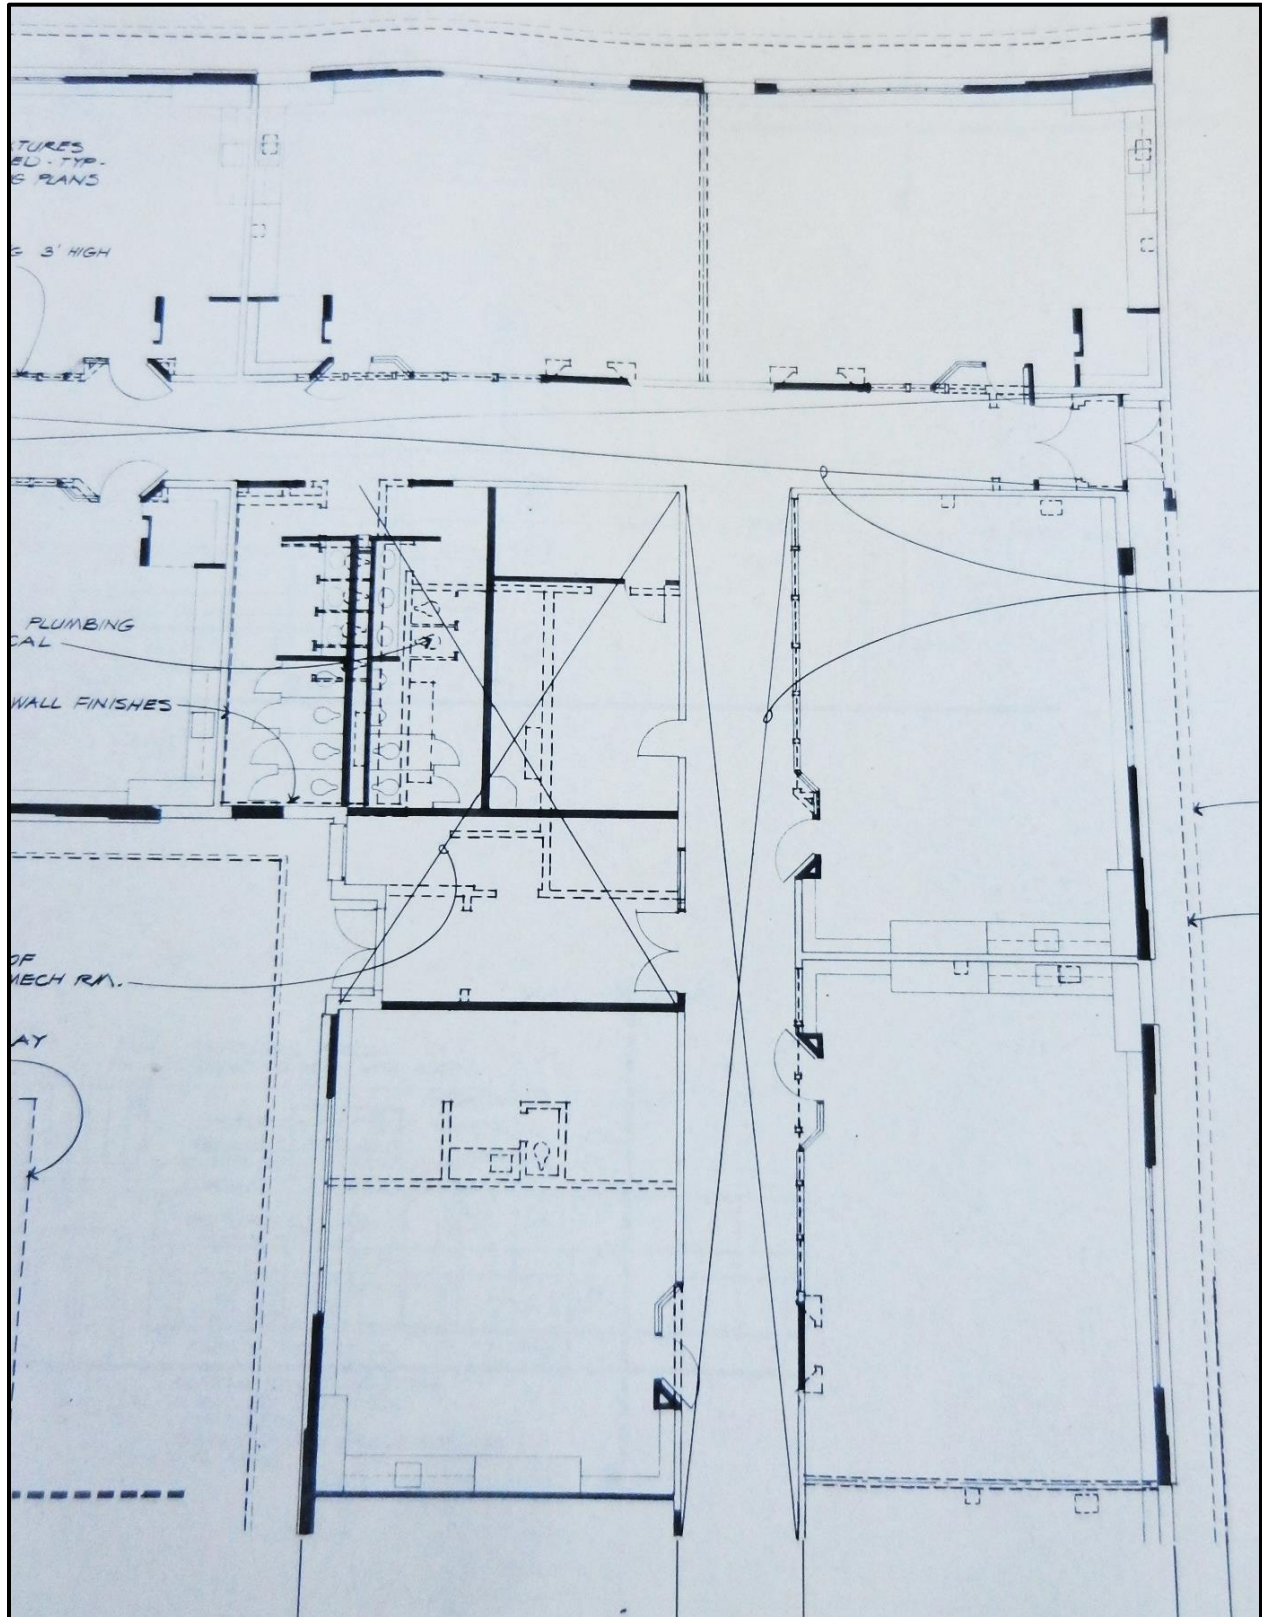 TURES
ED - TYP -
G PLANS
G 3' HIGH
PLUMBING
CAL
WALL FINISHES
OF
MECH RM.
AY